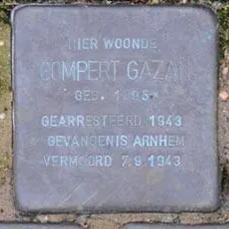 HIER WOONDE
GOMPERT GAZAN
GEB.
GEARRESTEERD 1943
GEVANGENIS ARNHEM
VERMOORD 7.9.1943